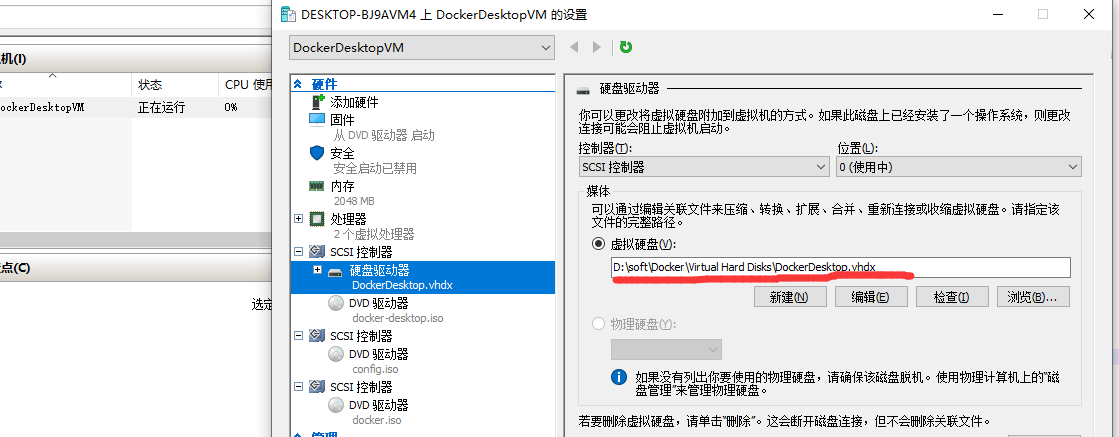 DESKTOP-BJ9AVM4 上 DockerDesktopVM 的设置
DockerDesktopVM
机(I)
状态
CPU 使用
ockerDesktopVM
正在运行
0%
点(C)
选定
硬件
添加硬件
固件
从 DVD 驱动器 启动
安全
安全启动已禁用
内存
2048 MB
处理器
2 个虚拟处理器
SCSI 控制器
硬盘驱动器
DockerDesktop.vhdx
DVD 驱动器
docker-desktop.iso
SCSI 控制器
DVD 驱动器
config.iso
SCSI 控制器
DVD 驱动器
docker.iso
管理
硬盘驱动器
你可以更改将虚拟硬盘附加到虚拟机的方式。如果此磁盘上已经安装了一个操作系统，则更改
连接可能会阻止虚拟机启动。
控制器(T):
位置(L):
SCSI 控制器
0 (使用中)
媒体
可以通过编辑关联文件来压缩、转换、扩展、合并、重新连接或收缩虚拟硬盘。请指定该
文件的完整路径。
虚拟硬盘(V):
D:\soft\Docker\Virtual Hard Disks\DockerDesktop.vhdx
新建(N)
编辑(E)
检查(I)
浏览(B)...
物理硬盘(Y):
如果没有列出你要使用的物理硬盘，请确保该磁盘脱机。使用物理计算机上的"磁
盘管理"来管理物理硬盘。
若要删除虚拟硬盘，请单击"删除"。这会断开磁盘连接，但不会删除关联文件。